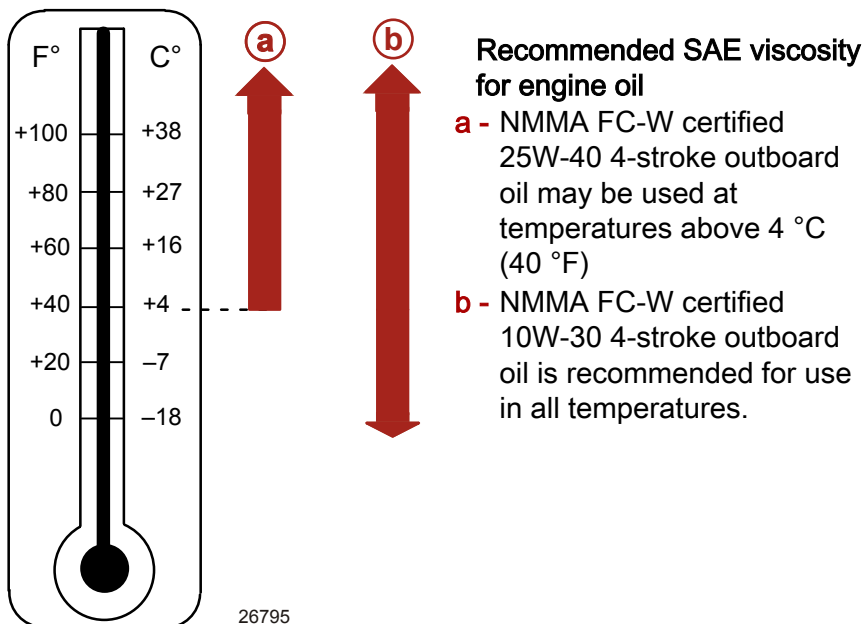 F° C°
+100 +38
+80 +27
+60 +16
+40 +4
+20 –7
0 –18
a
b
Recommended SAE viscosity
for engine oil
a - NMMA FC-W certified
25W-40 4-stroke outboard
oil may be used at
temperatures above 4 °C
(40 °F)
b - NMMA FC-W certified
10W-30 4-stroke outboard
oil is recommended for use
in all temperatures.
26795